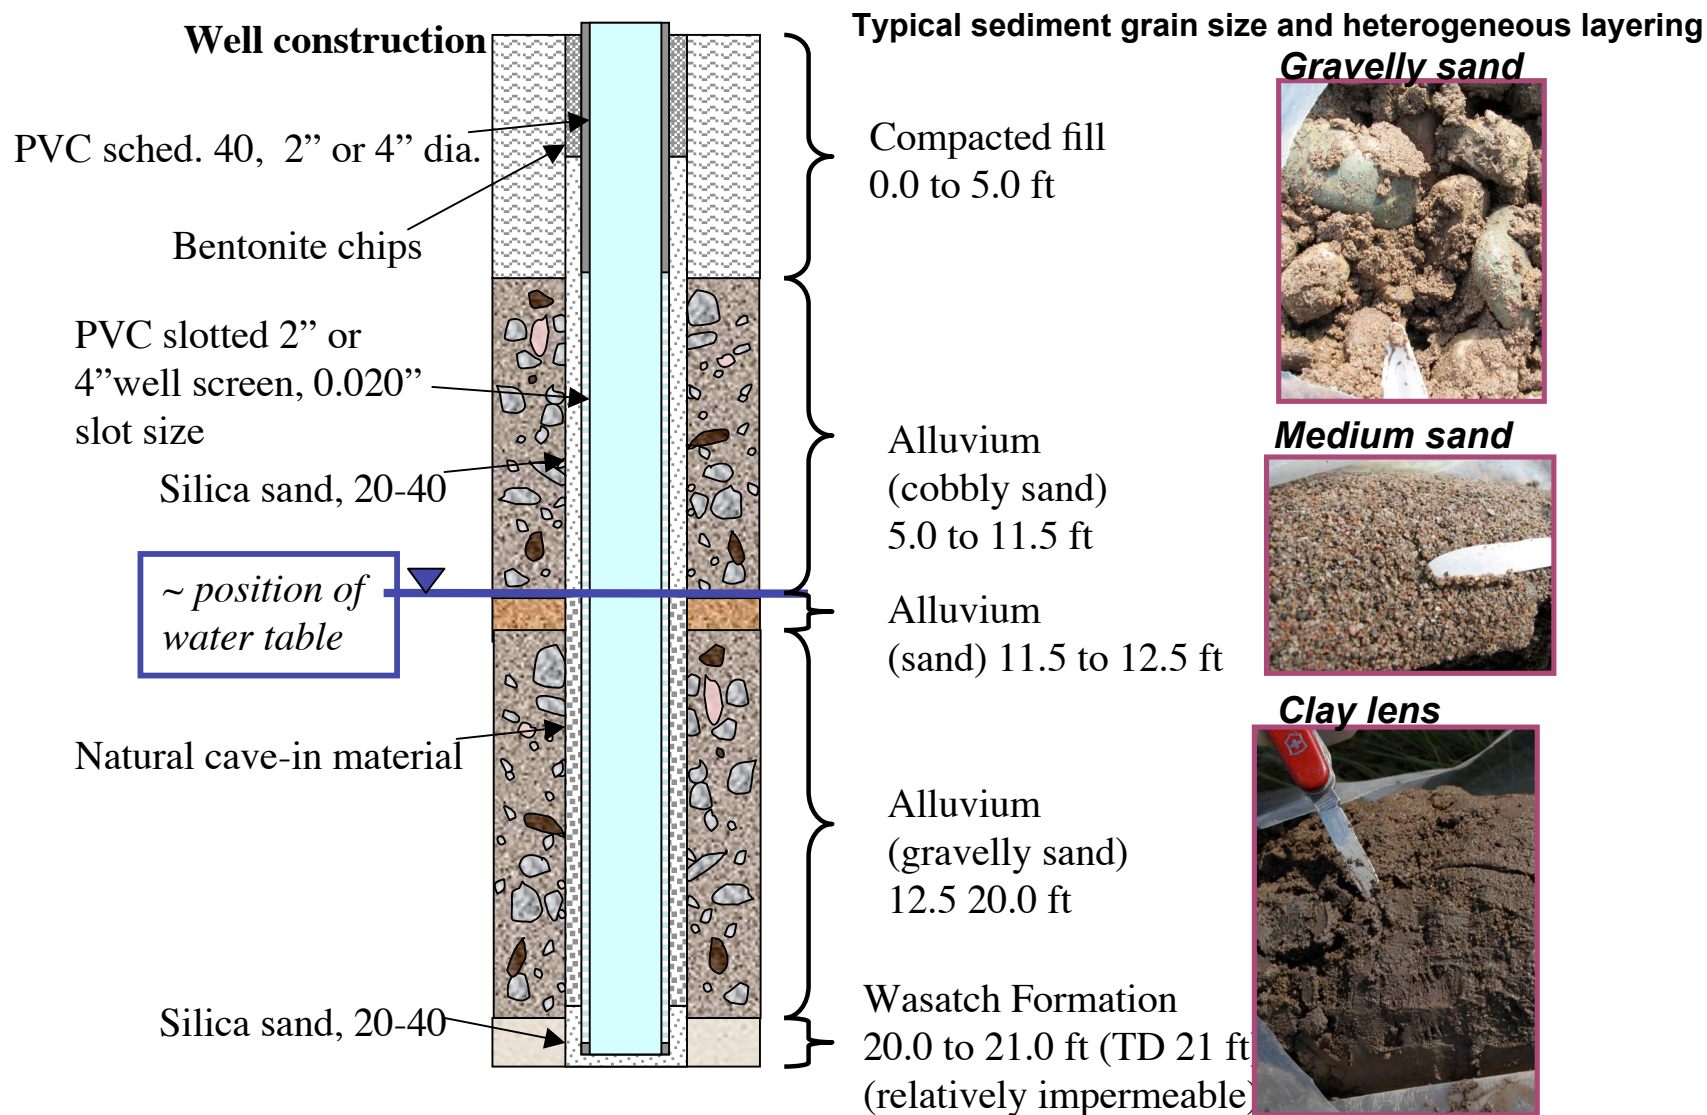 Well construction
PVC sched. 40,  2” or 4” dia.
Bentonite chips
PVC slotted 2” or
4”well screen, 0.020”
slot size
Silica sand, 20-40
~ position of
water table
Natural cave-in material
Silica sand, 20-40
Typical sediment grain size and heterogeneous layering
Compacted fill
0.0 to 5.0 ft
Alluvium
(cobbly sand)
5.0 to 11.5 ft
Alluvium
(sand) 11.5 to 12.5 ft
Alluvium
(gravelly sand)
12.5 20.0 ft
Wasatch Formation
20.0 to 21.0 ft (TD 21 ft
(relatively impermeable)
Gravelly sand
Medium sand
Clay lens